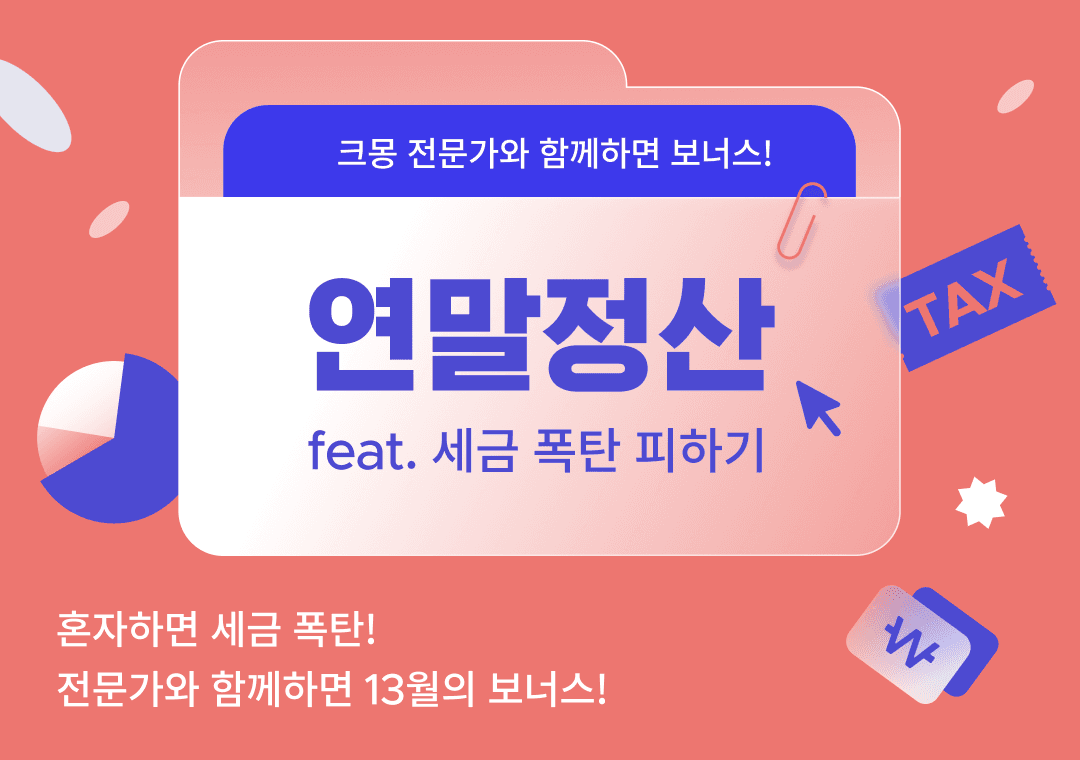 크몽 전문가와 함께하면 보너스!
연말정산
feat. 세금 폭탄 피하기
TAX
₩
혼자하면 세금 폭탄!
전문가와 함께하면 13월의 보너스!